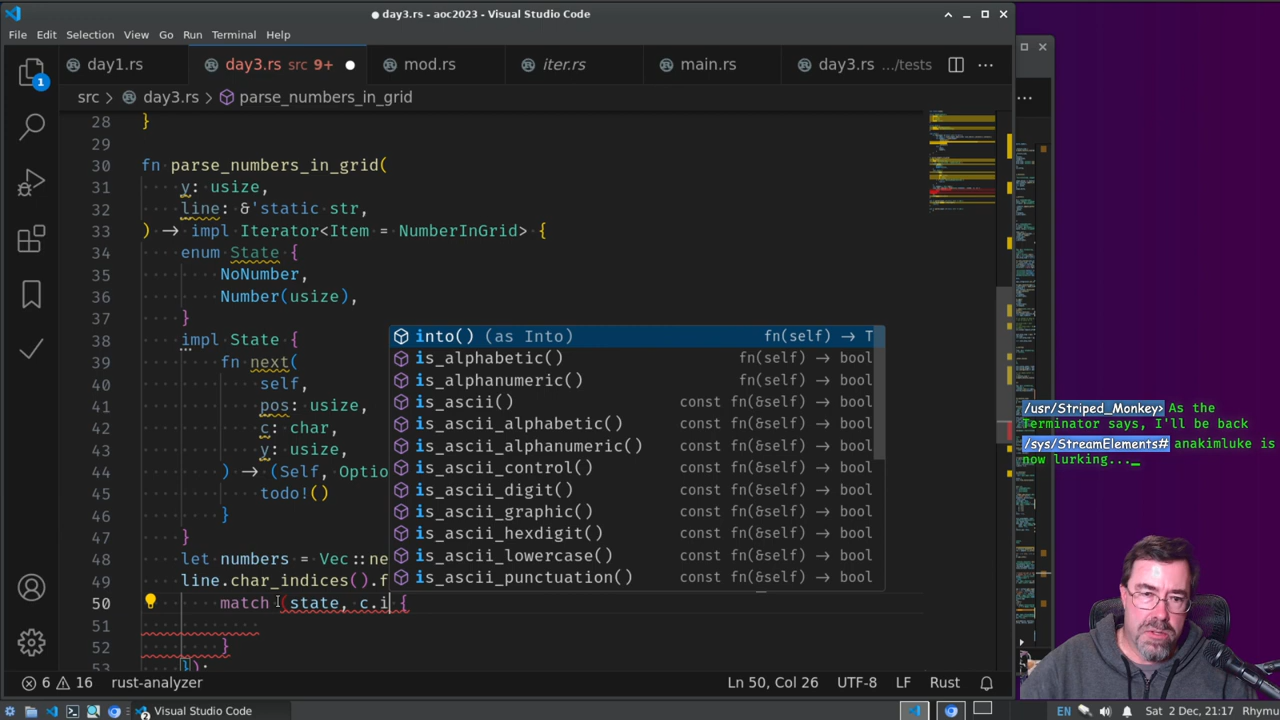 day3.rs - aoc2023 - Visual Studio Code
File Edit Selection View Go Run Terminal Help
day1.rs day3.rs src 9+ mod.rs iter.rs main.rs day3.rs .../tests
1
src > day3.rs > parse_numbers_in_grid
28 }
29
30 fn parse_numbers_in_grid(
31 y: usize,
32 line: &'static str,
33 ) → impl Iterator<Item = NumberInGrid> {
34 enum State {
35 NoNumber,
36 Number(usize),
37 }
38 impl State {
39 fn next(
40 self,
41 pos: usize,
42 c: char,
43 y: usize,
44 ) → (Self, Optio
45 todo!()
46 }
47 }
48 let numbers = Vec::ne
49 line.char_indices().f
50 match (state, c.i {
51
52 }
53 });
into() (as Into) fn(self) → T
is_alphabetic() fn(self) → bool
is_alphanumeric() fn(self) → bool
is_ascii() const fn(&self) → bool
is_ascii_alphabetic() const fn(&self) → bool
is_ascii_alphanumeric() const fn(&self) → bool
is_ascii_control() const fn(&self) → bool
is_ascii_digit() const fn(&self) → bool
is_ascii_graphic() const fn(&self) → bool
is_ascii_hexdigit() const fn(&self) → bool
is_ascii_lowercase() const fn(&self) → bool
is_ascii_punctuation() const fn(&self) → bool
/usr/Striped_Monkey> As the
Terminator says, I'll be back
/sys/StreamElements# anakimluke is
now lurking..._
6 16 rust-analyzer Ln 50, Col 26 UTF-8 LF Rust
2 Visual Studio Code EN Sat 2 Dec, 21:17 Rhymu